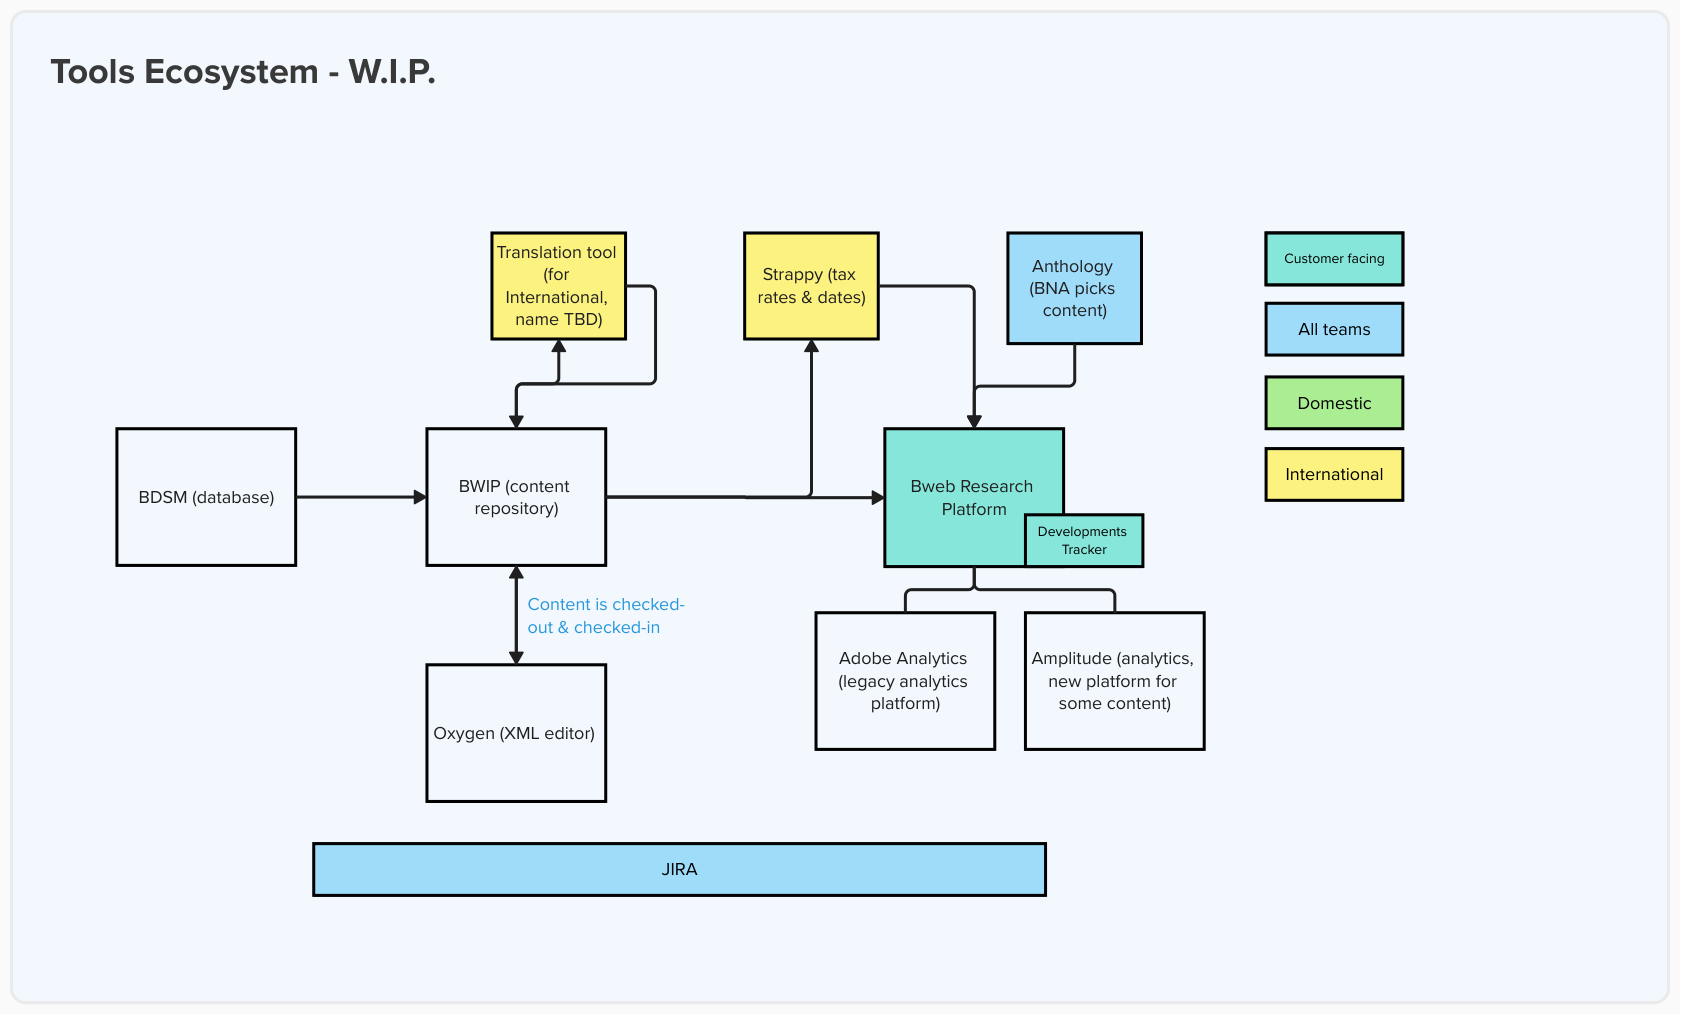 Tools Ecosystem - W.I.P.
Translation tool
(for
International,
name TBD)
Strappy (tax
rates & dates)
Anthology
(BNA picks
content)
Customer facing
All teams
Domestic
International
BDSM (database)
BWIP (content
repository)
Bweb Research
Platform
Developments
Tracker
Content is checked-
out & checked-in
Oxygen (XML editor)
Adobe Analytics
(legacy analytics
platform)
Amplitude (analytics,
new platform for
some content)
JIRA